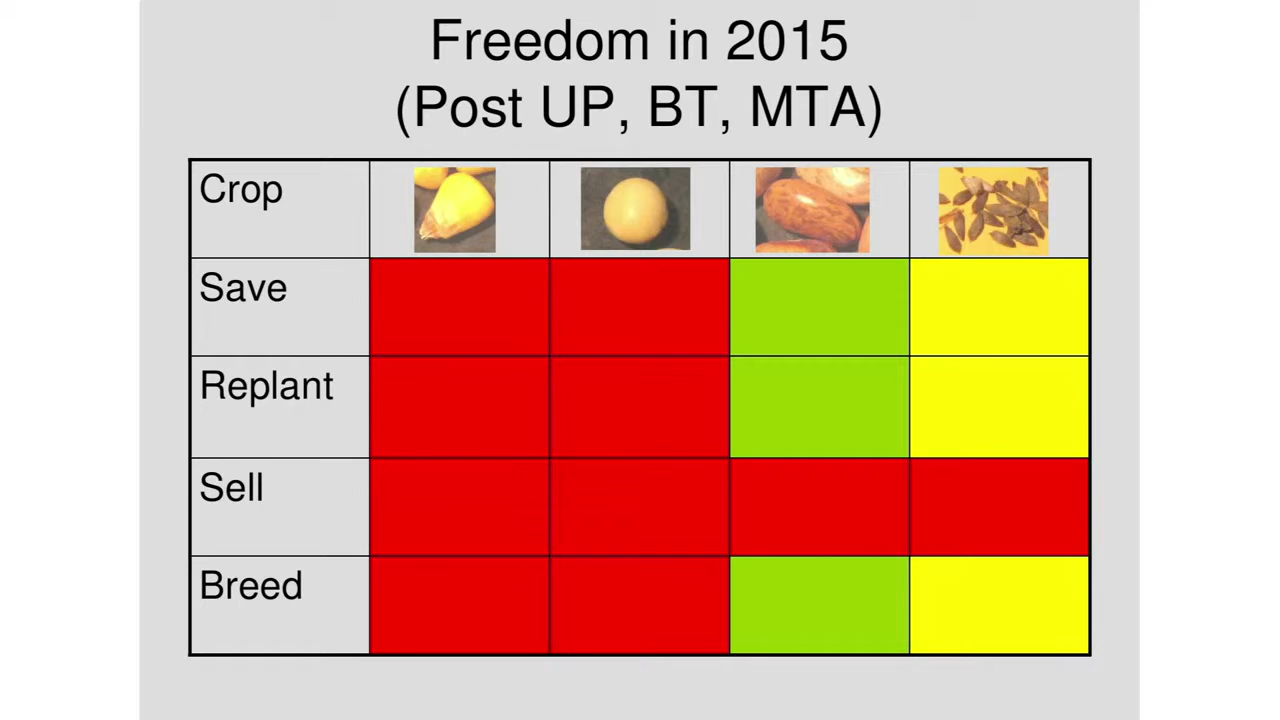 Freedom in 2015
(Post UP, BT, MTA)
Crop
Save
Replant
Sell
Breed